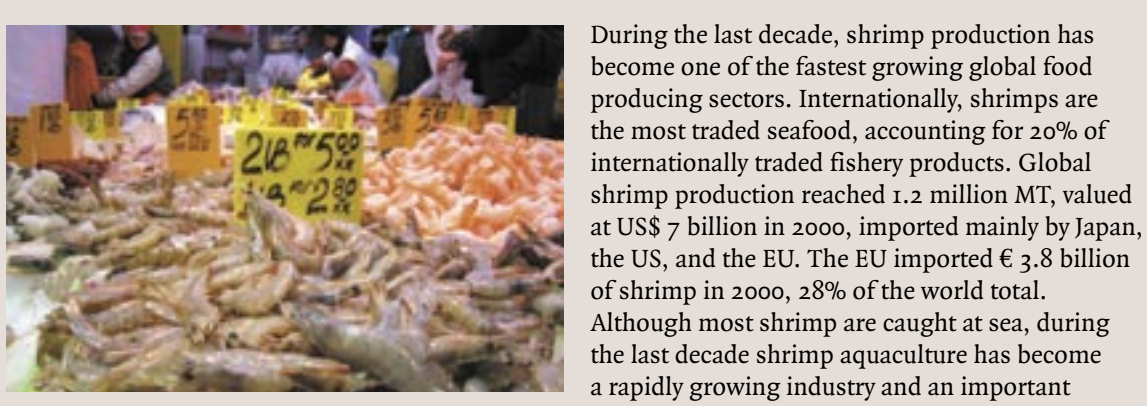 2LB
5.00
2.80
During the last decade, shrimp production has
become one of the fastest growing global food
producing sectors. Internationally, shrimps are
the most traded seafood, accounting for 20% of
internationally traded fishery products. Global
shrimp production reached 1.2 million MT, valued
at US$ 7 billion in 2000, imported mainly by Japan,
the US, and the EU. The EU imported € 3.8 billion
of shrimp in 2000, 28% of the world total.
Although most shrimp are caught at sea, during
the last decade shrimp aquaculture has become
a rapidly growing industry and an important